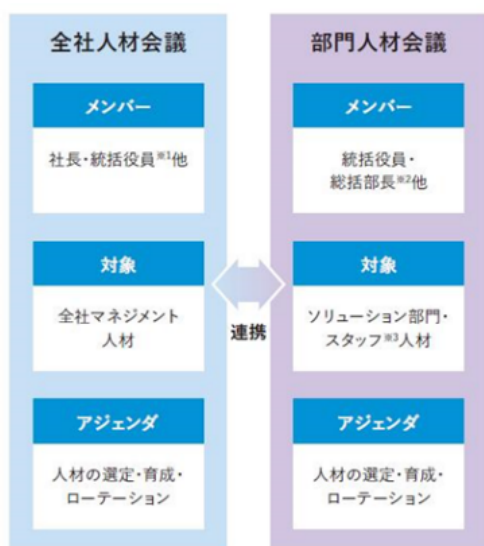 全社人材会議
メンバー
社長・統括役員※1他
対象
全社マネジメント
人材
アジェンダ
人材の選定・育成・
ローテーション
連携
部門人材会議
メンバー
統括役員・
総括部長※2他
対象
ソリューション部門・
スタッフ※3人材
アジェンダ
人材の選定・育成・
ローテーション